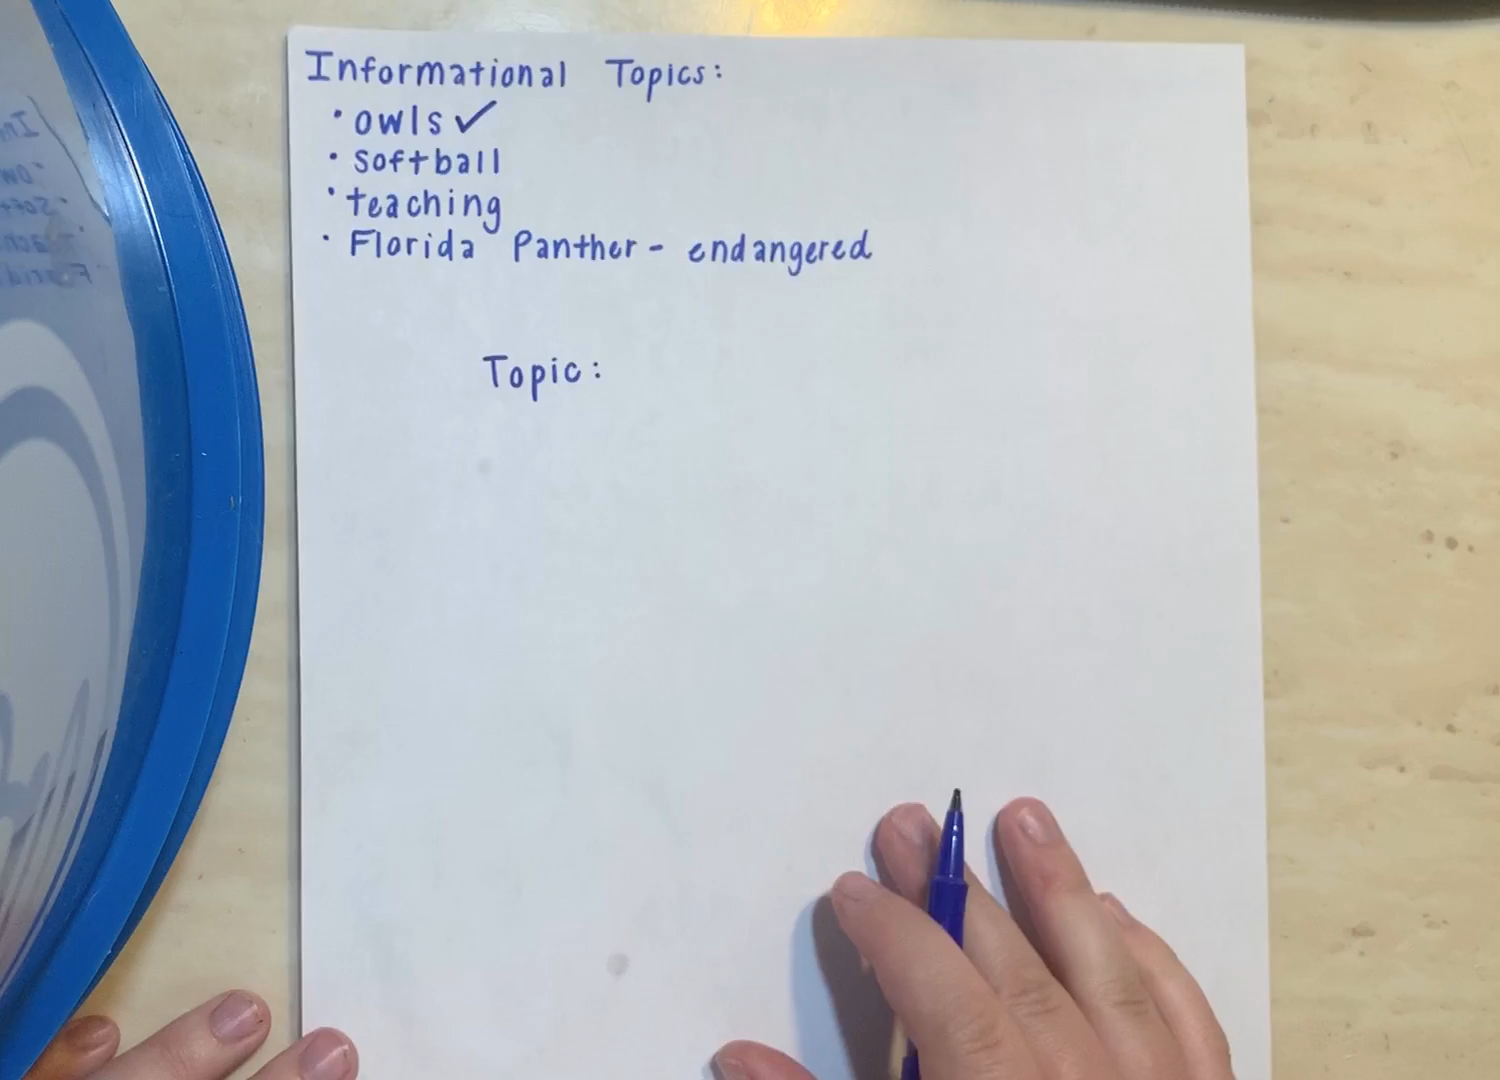 Informational Topics:
• owls ✓
• softball
• teaching
• Florida Panther - endangered
Topic: